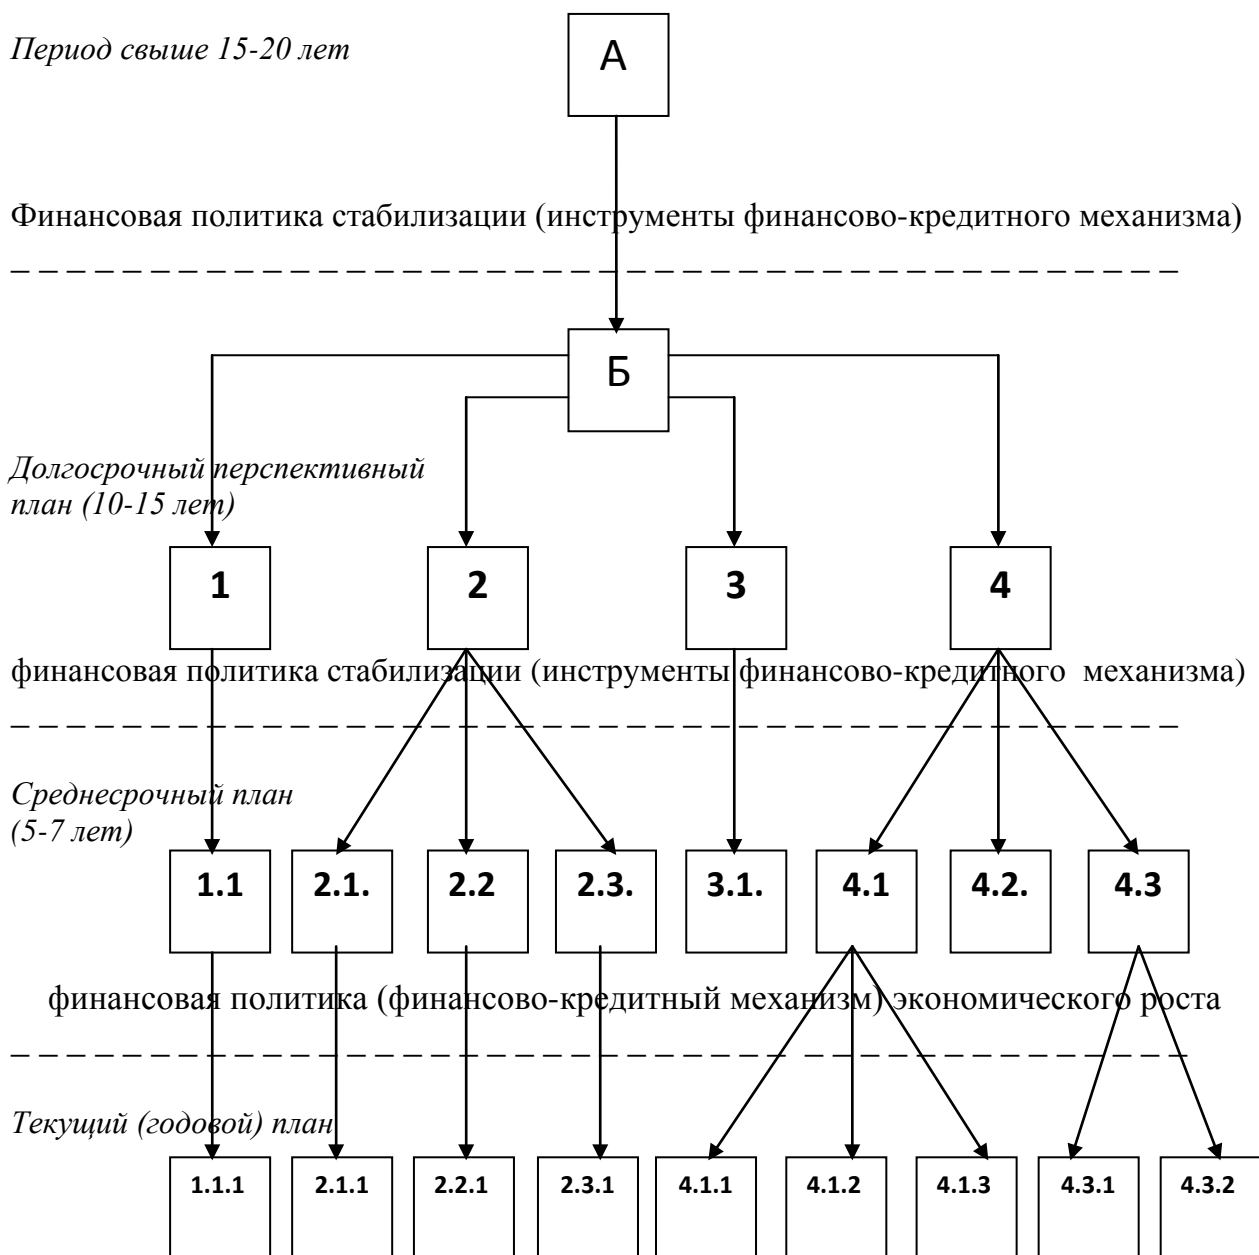 Период свыше 15-20 лет
А
Финансовая политика стабилизации (инструменты финансово-кредитного механизма)
Б
Долгосрочный перспективный
план (10-15 лет)
1 2 3 4
финансовая политика стабилизации (инструменты финансово-кредитного механизма)
Среднесрочный план
(5-7 лет)
1.1 2.1. 2.2 2.3. 3.1. 4.1 4.2. 4.3
финансовая политика (финансово-кредитный механизм) экономического роста
Текущий (годовой) план
1.1.1 2.1.1 2.2.1 2.3.1 4.1.1 4.1.2 4.1.3 4.3.1 4.3.2